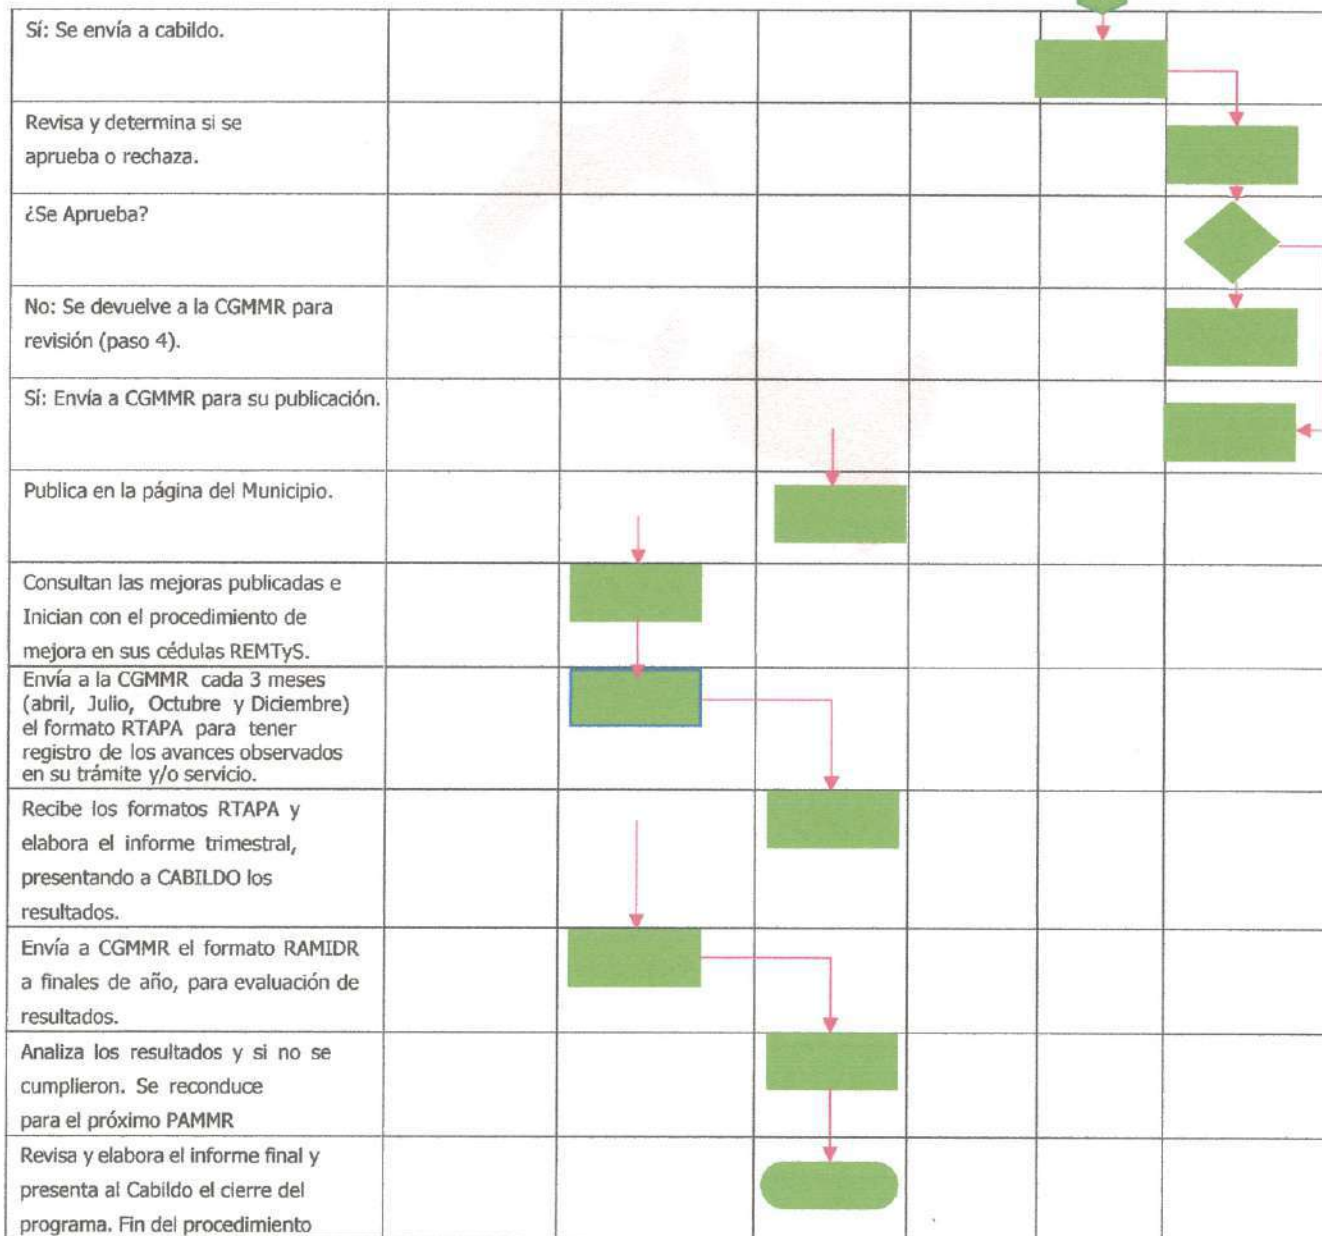 Sí: Se envía a cabildo.
Revisa y determina si se
aprueba o rechaza.
¿Se Aprueba?
No: Se devuelve a la CGMMR para
revisión (paso 4).
Sí: Envía a CGMMR para su publicación.
Publica en la página del Municipio.
Consultan las mejoras publicadas e
Inician con el procedimiento de
mejora en sus cédulas REMTyS.
Envía a la CGMMR cada 3 meses
(abril, Julio, Octubre y Diciembre)
el formato RTAPA para tener
registro de los avances observados
en su trámite y/o servicio.
Recibe los formatos RTAPA y
elabora el informe trimestral,
presentando a CABILDO los
resultados.
Envía a CGMMR el formato RAMIDR
a finales de año, para evaluación de
resultados.
Analiza los resultados y si no se
cumplieron. Se reconduce
para el próximo PAMMR
Revisa y elabora el informe final y
presenta al Cabildo el cierre del
programa. Fin del procedimiento